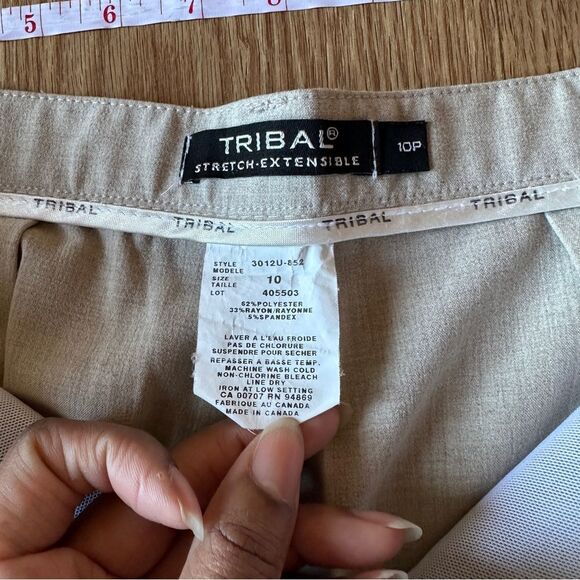 5 6 7 8
TRIBAL®
STRETCH-EXTENSIBLE
10P
TRIBAL TRIBAL TRIBAL TRIBAL
STYLE 3012U-852
MODELE
SIZE 10
TAILLE
LOT 405503
62%POLYESTER
33%RAYON/RAYONNE
5%SPANDEX
LAVER A L'EAU FROIDE
PAS DE CHLORURE
SUSPENDRE POUR SECHER
REPASSER A BASSE TEMP.
MACHINE WASH COLD
NON-CHLORINE BLEACH
LINE DRY
IRON AT LOW SETTING
CA 00707 RN 94869
FABRIQUE AU CANADA
MADE IN CANADA